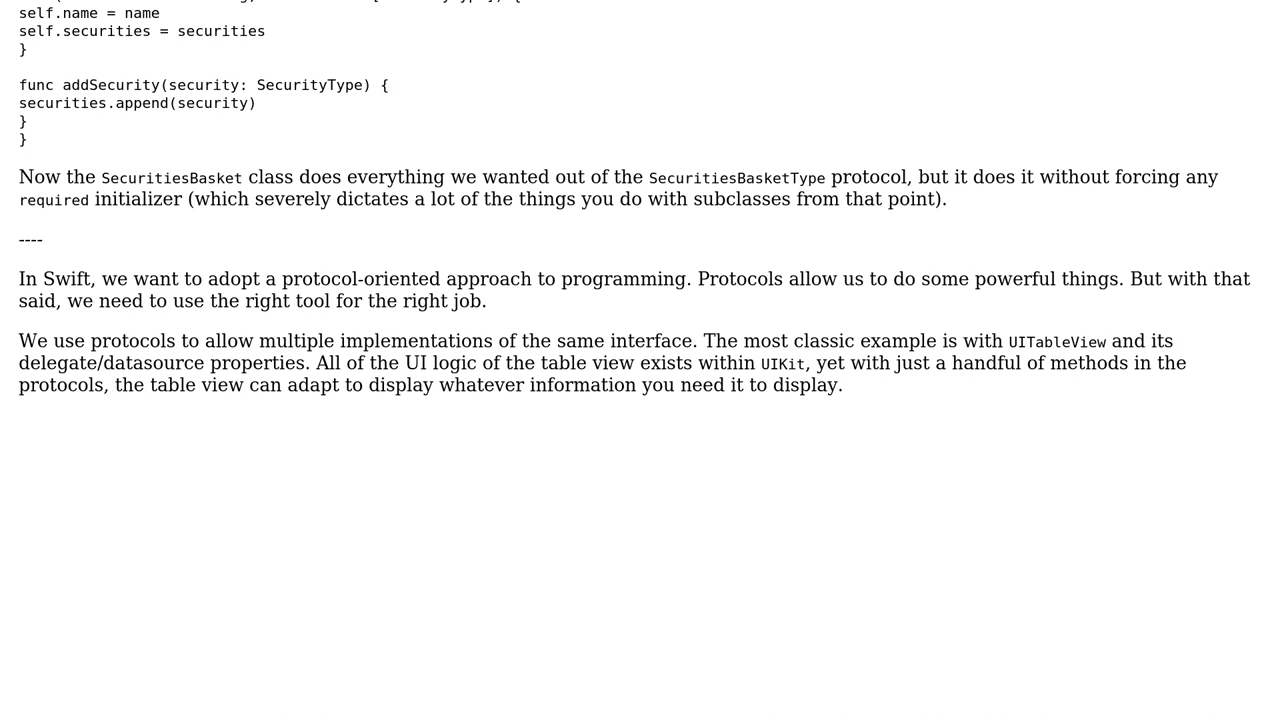 self.name = name
self.securities = securities
}
func addSecurity(security: SecurityType) {
securities.append(security)
}
}
Now the SecuritiesBasket class does everything we wanted out of the SecuritiesBasketType protocol, but it does it without forcing any
required initializer (which severely dictates a lot of the things you do with subclasses from that point).
----
In Swift, we want to adopt a protocol-oriented approach to programming. Protocols allow us to do some powerful things. But with that
said, we need to use the right tool for the right job.
We use protocols to allow multiple implementations of the same interface. The most classic example is with UITableView and its
delegate/datasource properties. All of the UI logic of the table view exists within UIKit, yet with just a handful of methods in the
protocols, the table view can adapt to display whatever information you need it to display.